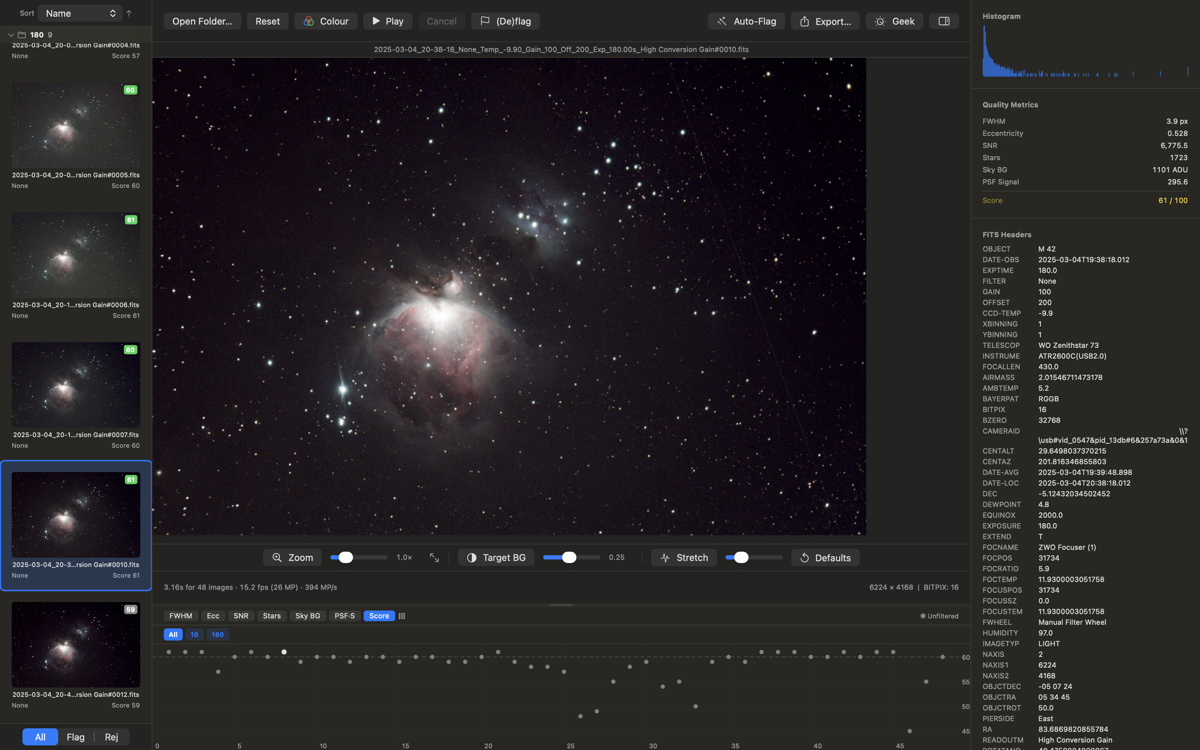 Sort Name
180 9
2025-03-04_20-0...rsion Gain#0004.fits
None Score 57
60
2025-03-04_20-0...rsion Gain#0005.fits
None Score 60
61
2025-03-04_20-1...rsion Gain#0006.fits
None Score 61
60
2025-03-04_20-1...rsion Gain#0007.fits
None Score 60
61
2025-03-04_20-3...rsion Gain#0010.fits
None Score 61
59
2025-03-04_20-4...rsion Gain#0012.fits
None Score 59
All Flag Rej
Open Folder... Reset Colour Play Cancel (De)flag Auto-Flag Export... Geek
2025-03-04_20-38-18_None_Temp_-9.90_Gain_100_Off_200_Exp_180.00s_High Conversion Gain#0010.fits
Zoom 1.0x Target BG 0.25 Stretch Defaults
3.16s for 48 images · 15.2 fps (26 MP) · 394 MP/s 6224 × 4168 | BITPIX: 16
FWHM Ecc SNR Stars Sky BG PSF-S Score Unfiltered
All 10 180
60
55
50
45
0 5 10 15 20 25 30 35 40 45
Histogram
Quality Metrics
FWHM 3.9 px
Eccentricity 0.528
SNR 6,775.5
Stars 1723
Sky BG 1101 ADU
PSF Signal 295.6
Score 61 / 100
FITS Headers
OBJECT M 42
DATE-OBS 2025-03-04T19:38:18.012
EXPTIME 180.0
FILTER None
GAIN 100
OFFSET 200
CCD-TEMP -9.9
XBINNING 1
YBINNING 1
TELESCOP WO Zenithstar 73
INSTRUME ATR2600C(USB2.0)
FOCALLEN 430.0
AIRMASS 2.01546711473178
AMBTEMP 5.2
BAYERPAT RGGB
BITPIX 16
BZERO 32768
CAMERAID \\?
\usb#vid_0547&pid_13db#6&257a73a&0&1
CENTALT 29.6498037370215
CENTAZ 201.816346855803
DATE-AVG 2025-03-04T19:39:48.898
DATE-LOC 2025-03-04T20:38:18.012
DEC -5.12432034502452
DEWPOINT 4.8
EQUINOX 2000.0
EXPOSURE 180.0
EXTEND T
FOCNAME ZWO Focuser (1)
FOCPOS 31734
FOCRATIO 5.9
FOCTEMP 11.9300003051758
FOCUSPOS 31734
FOCUSSZ 0.0
FOCUSTEM 11.9300003051758
FWHEEL Manual Filter Wheel
HUMIDITY 97.0
IMAGETYP LIGHT
NAXIS 2
NAXIS1 6224
NAXIS2 4168
OBJCTDEC -05 07 24
OBJCTRA 05 34 45
OBJCTROT 50.0
PIERSIDE East
RA 83.6869820855784
READOUTM High Conversion Gain